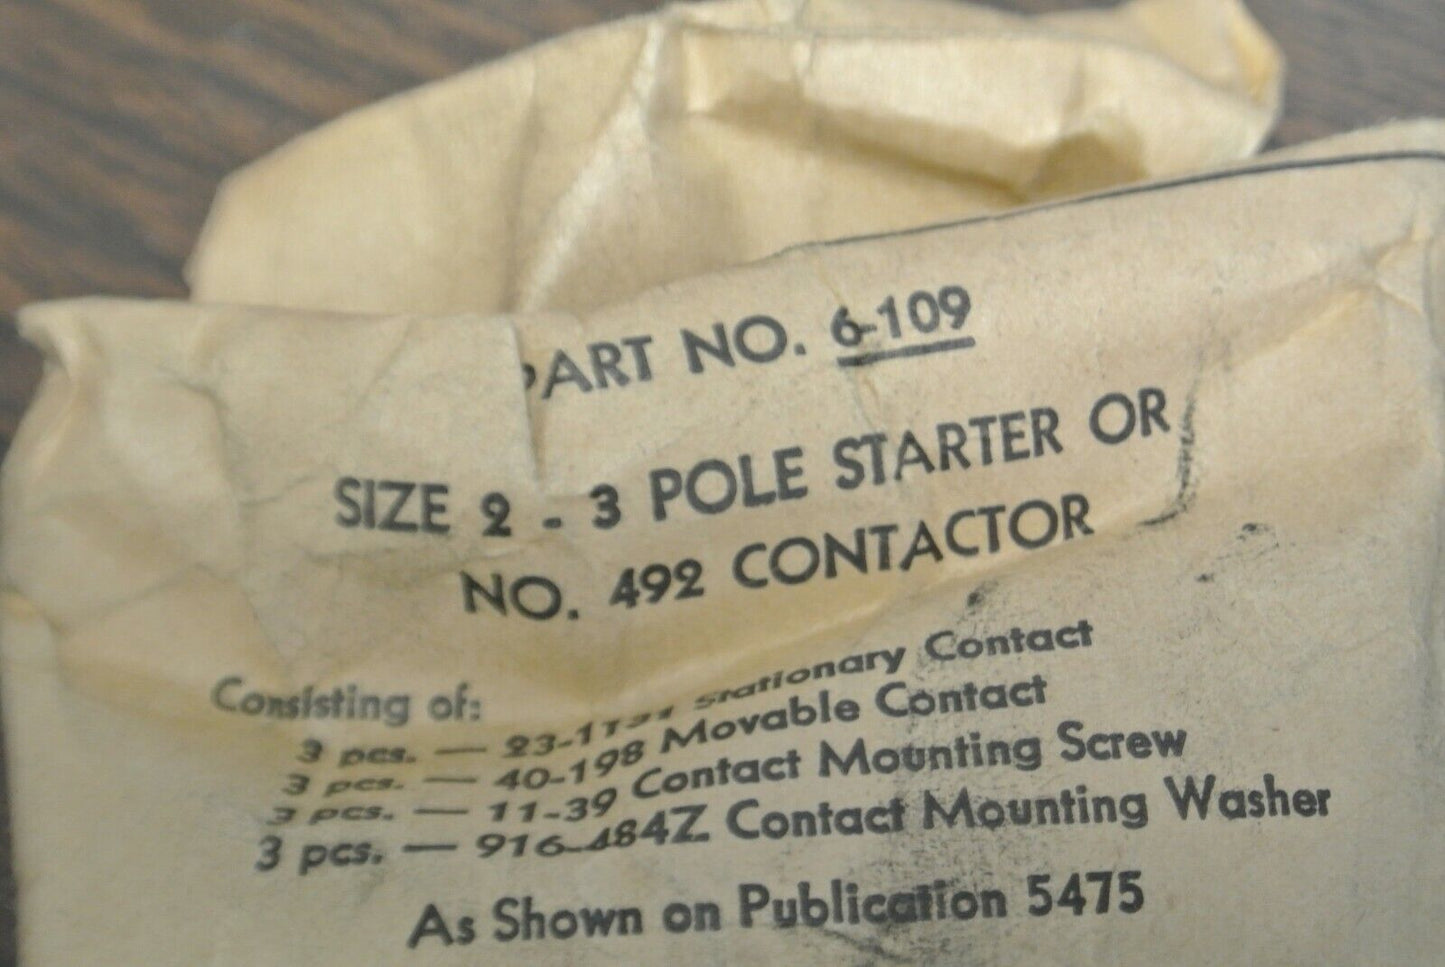 PART NO. 6-109
SIZE 2 - 3 POLE STARTER OR
NO. 492 CONTACTOR
Consisting of:
3 pcs. — Stationary Contact
3 pcs. — 40-198 Movable Contact
3 pcs. — 11-39 Contact Mounting Screw
3 pcs. — 916-484Z Contact Mounting Washer
As Shown on Publication 5475